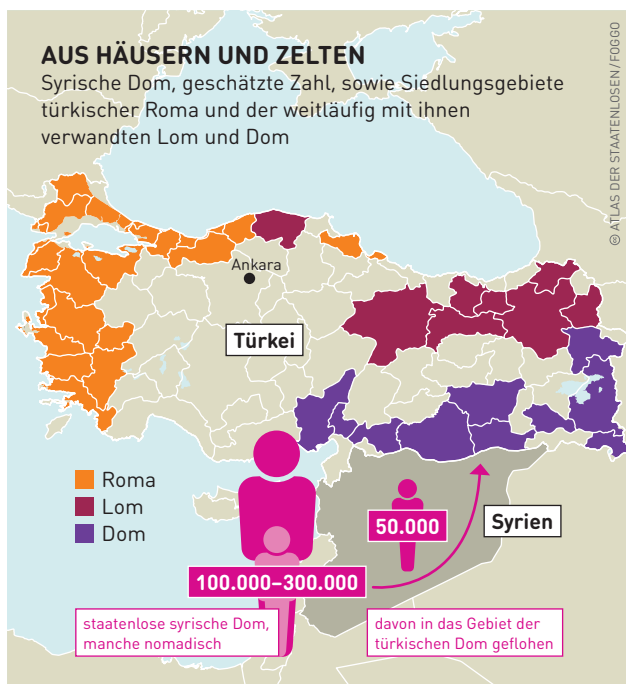 AUS HÄUSERN UND ZELTEN
Syrische Dom, geschätzte Zahl, sowie Siedlungsgebiete
türkischer Roma und der weitläufig mit ihnen
verwandten Lom und Dom
© ATLAS DER STAATENLOSEN / FOGGO
Ankara
Türkei
Roma
Lom
Dom
50.000
Syrien
100.000–300.000
staatenlose syrische Dom,
manche nomadisch
davon in das Gebiet der
türkischen Dom geflohen